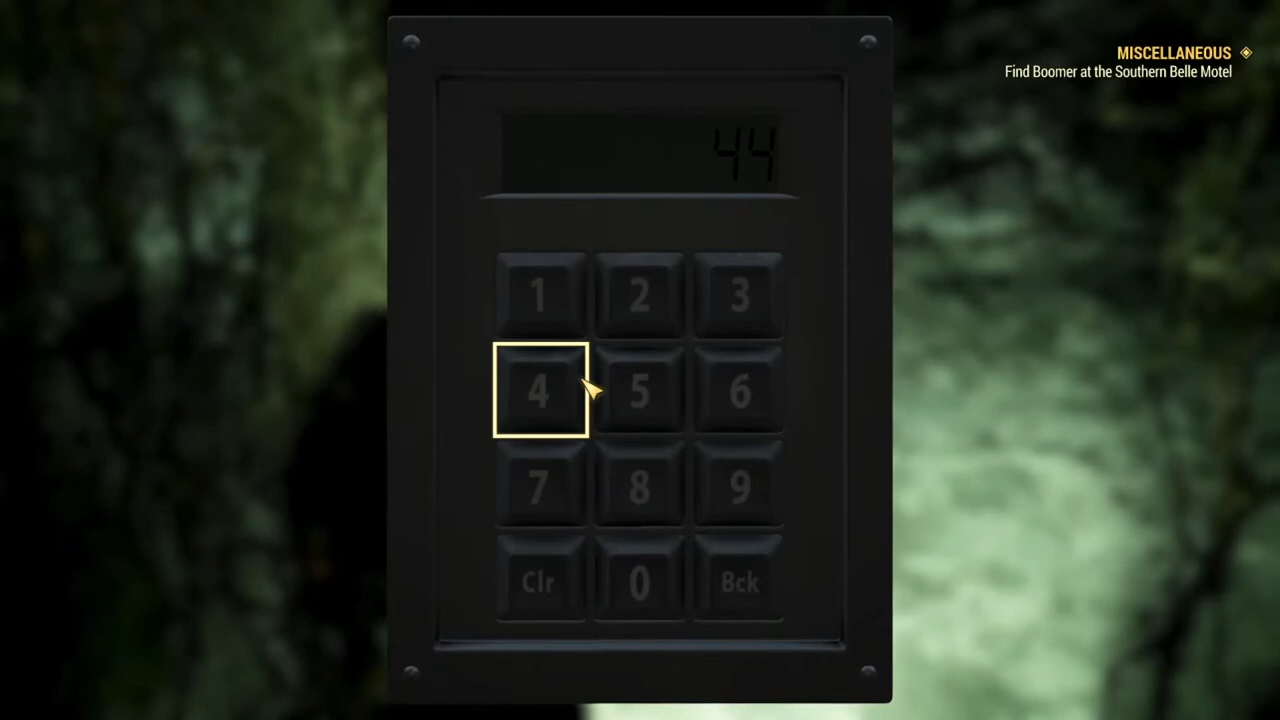 MISCELLANEOUS
Find Boomer at the Southern Belle Motel
44
1 2 3
4 5 6
7 8 9
Clr 0 Bck